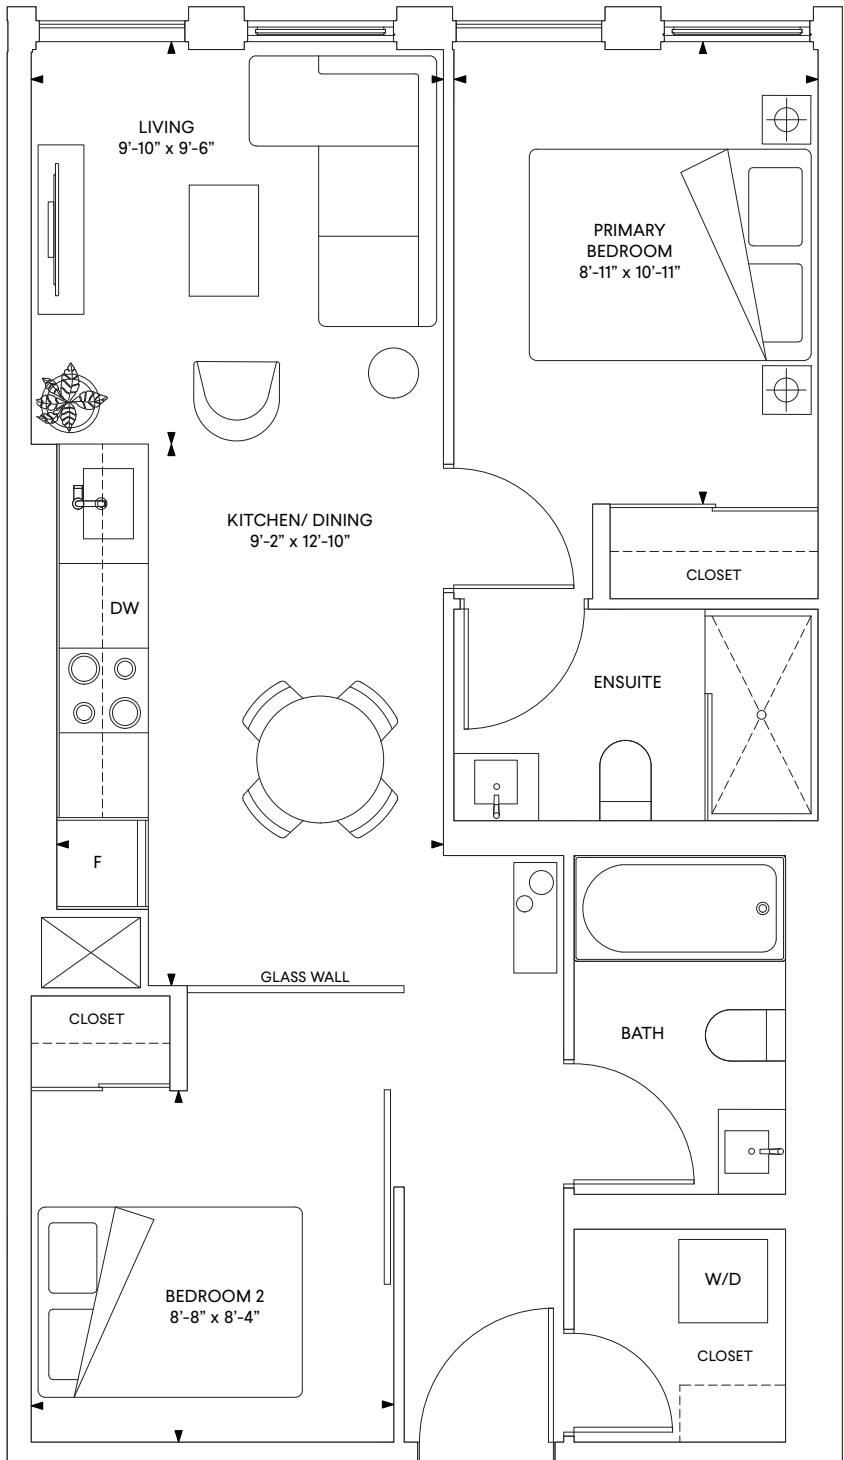 LIVING
9’-10” x 9’-6”
PRIMARY
BEDROOM
8’-11” x 10’-11”
KITCHEN/ DINING
9’-2” x 12’-10”
CLOSET
DW
ENSUITE
F
GLASS WALL
CLOSET
BATH
W/D
BEDROOM 2
8’-8” x 8’-4”
CLOSET